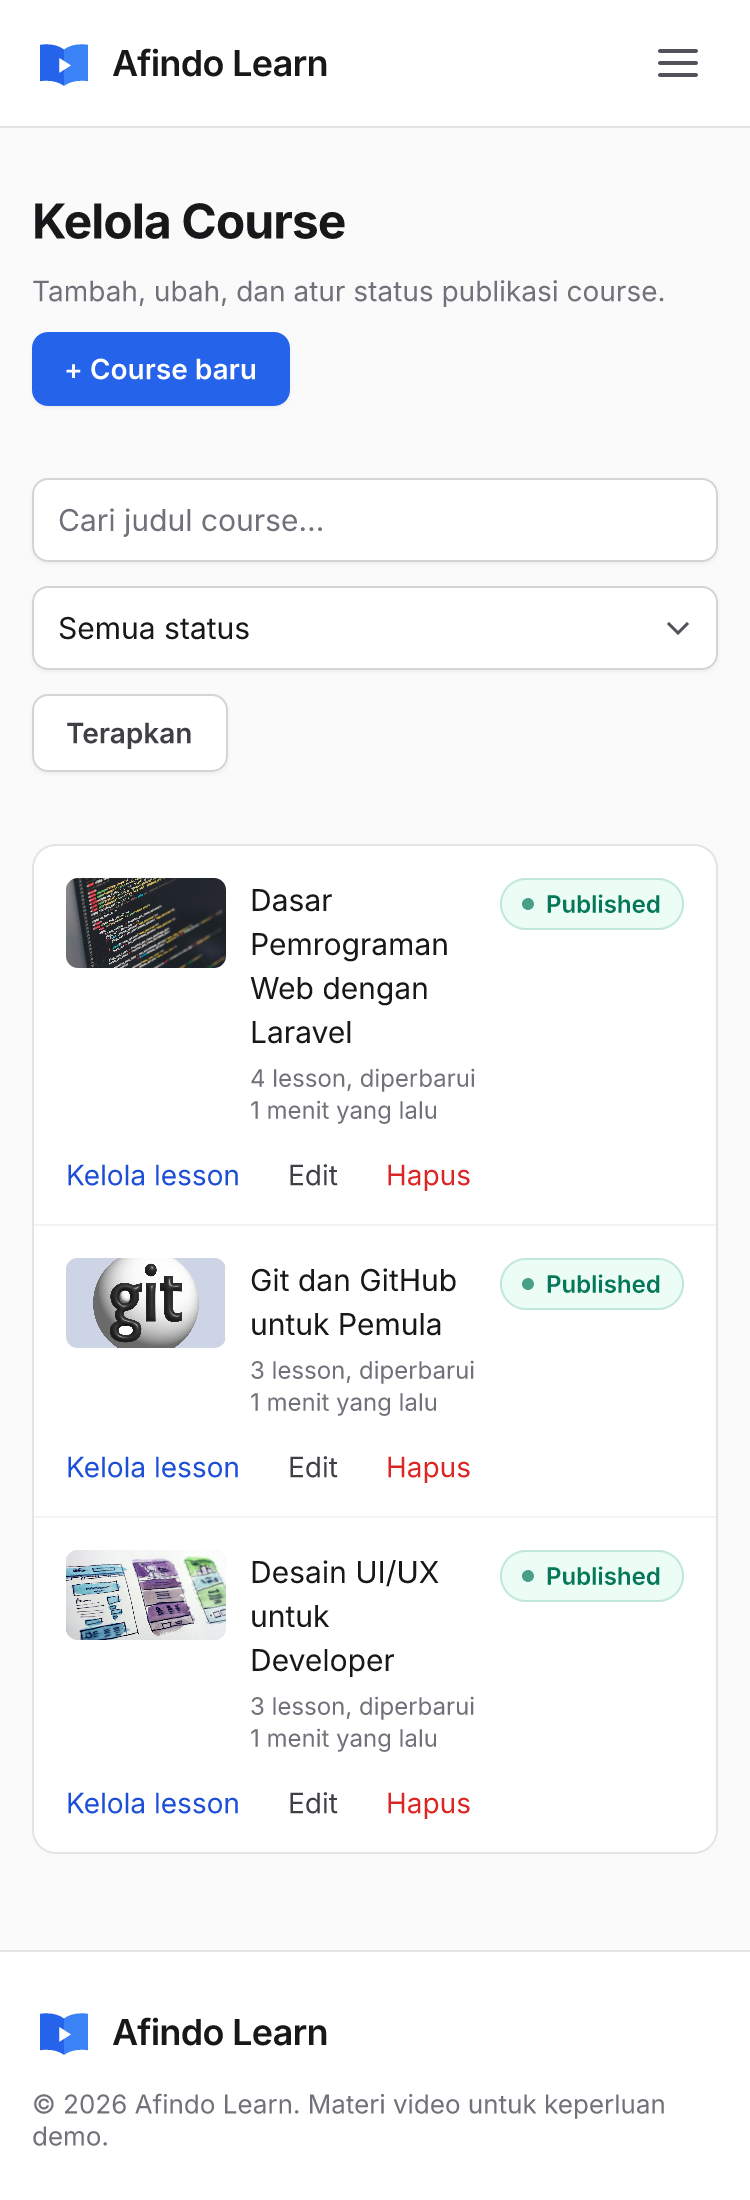 Afindo Learn
Kelola Course
Tambah, ubah, dan atur status publikasi course.
+ Course baru
Cari judul course...
Semua status
Terapkan
Dasar
Pemrograman
Web dengan
Laravel
Published
4 lesson, diperbarui
1 menit yang lalu
Kelola lesson Edit Hapus
git
Git dan GitHub
untuk Pemula
Published
3 lesson, diperbarui
1 menit yang lalu
Kelola lesson Edit Hapus
Desain UI/UX
untuk
Developer
Published
3 lesson, diperbarui
1 menit yang lalu
Kelola lesson Edit Hapus
Afindo Learn
© 2026 Afindo Learn. Materi video untuk keperluan
demo.